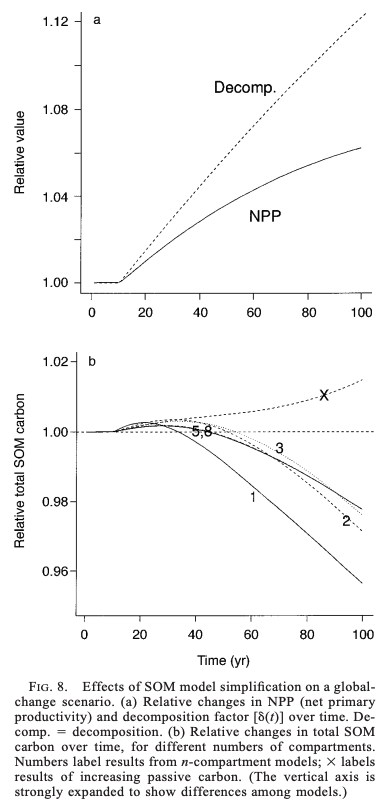 1.12
a
Decomp.
1.08
Relative value
1.04
NPP
1.00
0 20 40 60 80 100
1.02
b
X
1.00
5,8
3
Relative total SOM carbon
0.98
1
2
0.96
0 20 40 60 80 100
Time (yr)
FIG. 8. Effects of SOM model simplification on a global-
change scenario. (a) Relative changes in NPP (net primary
productivity) and decomposition factor [δ(t)] over time. De-
comp. = decomposition. (b) Relative changes in total SOM
carbon over time, for different numbers of compartments.
Numbers label results from n-compartment models; × labels
results of increasing passive carbon. (The vertical axis is
strongly expanded to show differences among models.)